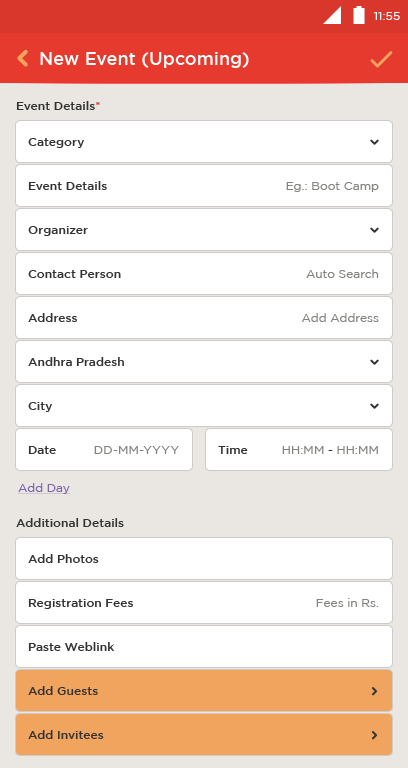 11:55
New Event (Upcoming)
Event Details*
Category
Event Details Eg.: Boot Camp
Organizer
Contact Person Auto Search
Address Add Address
Andhra Pradesh
City
Date DD-MM-YYYY Time HH:MM - HH:MM
Add Day
Additional Details
Add Photos
Registration Fees Fees in Rs.
Paste Weblink
Add Guests
Add Invitees